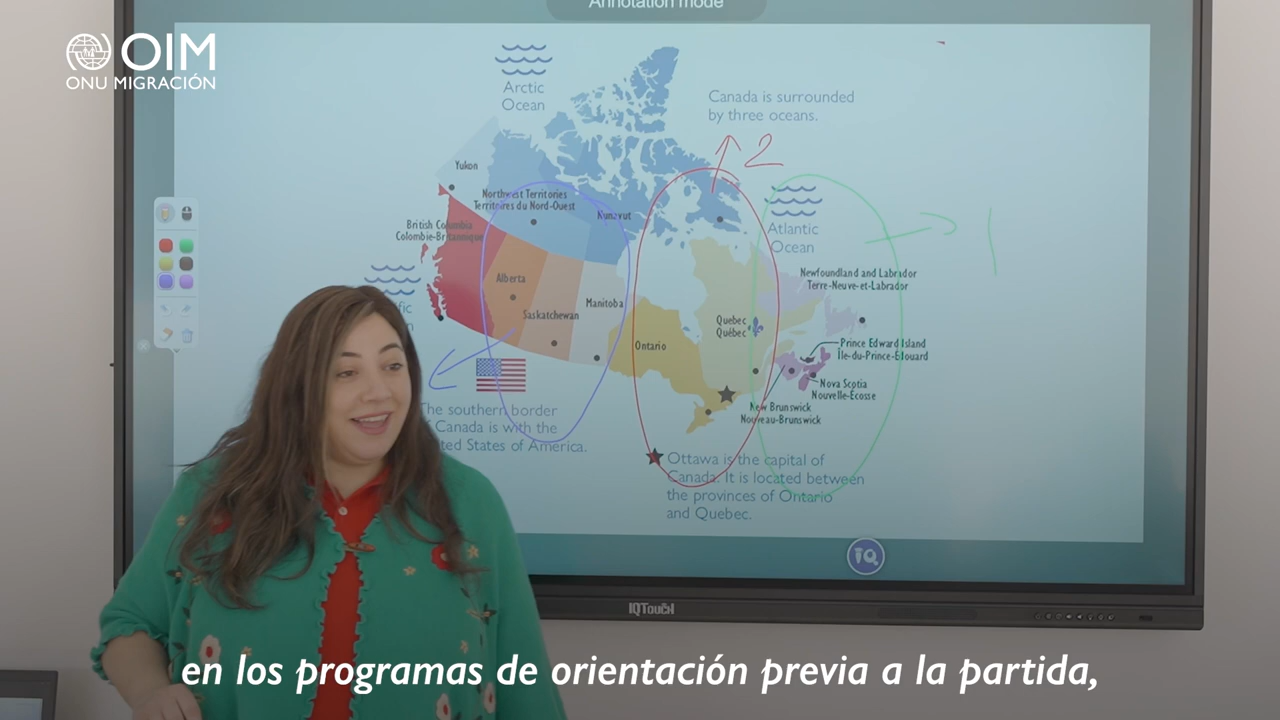 Annotation mode
OIM
ONU MIGRACIÓN
Arctic
Ocean
Canada is surrounded
by three oceans.
2
Yukon
Northwest Territories
Territoires du Nord-Ouest
Nunavut
British Columbia
Colombie-Britannique
Atlantic
Ocean
1
Newfoundland and Labrador
Terre-Neuve-et-Labrador
Alberta
Saskatchewan
Manitoba
Ontario
Quebec
Québec
Prince Edward Island
Île-du-Prince-Édouard
Nova Scotia
Nouvelle-Écosse
New Brunswick
Nouveau-Brunswick
The southern border
Canada is with the
States of America.
Ottawa is the capital of
Canada. It is located between
the provinces of Ontario
and Quebec.
IQ
IQTouch
en los programas de orientación previa a la partida,